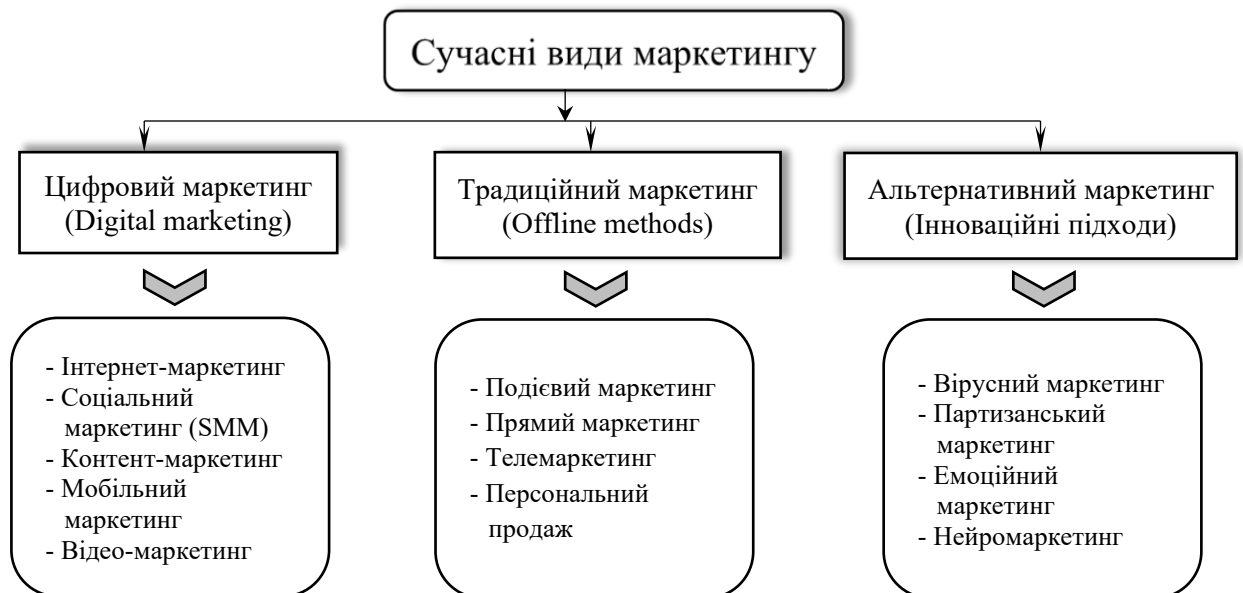 Сучасні види маркетингу
Цифровий маркетинг
(Digital marketing)
Традиційний маркетинг
(Offline methods)
Альтернативний маркетинг
(Інноваційні підходи)
- Інтернет-маркетинг
- Соціальний
маркетинг (SMM)
- Контент-маркетинг
- Мобільний
маркетинг
- Відео-маркетинг
- Подієвий маркетинг
- Прямий маркетинг
- Телемаркетинг
- Персональний
продаж
- Вірусний маркетинг
- Партизанський
маркетинг
- Емоційний
маркетинг
- Нейромаркетинг